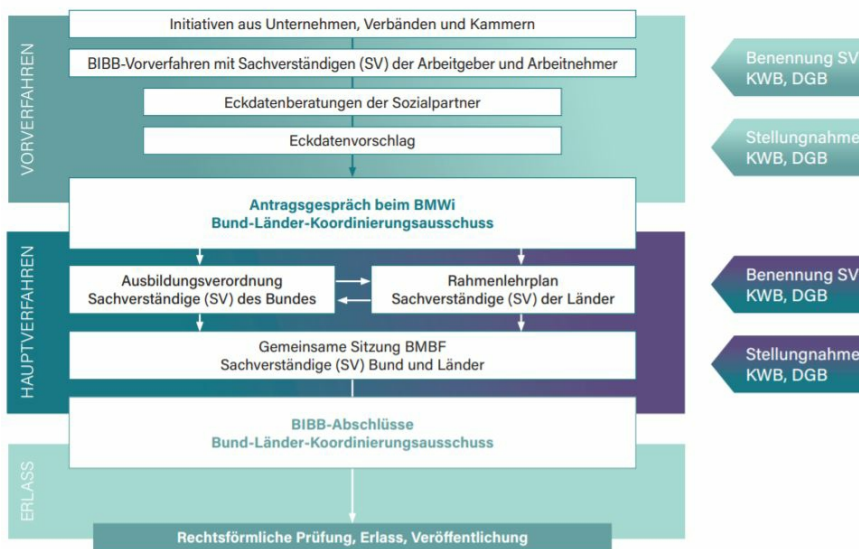 VORVERFAHREN
Initiativen aus Unternehmen, Verbänden und Kammern
BIBB-Vorverfahren mit Sachverständigen (SV) der Arbeitgeber und Arbeitnehmer
Eckdatenberatungen der Sozialpartner
Eckdatenvorschlag
Benennung SV
KWB, DGB
Stellungnahme
KWB, DGB
Antragsgespräch beim BMWi
Bund-Länder-Koordinierungsausschuss
HAUPTVERFAHREN
Ausbildungsverordnung
Sachverständige (SV) des Bundes
Rahmenlehrplan
Sachverständige (SV) der Länder
Gemeinsame Sitzung BMBF
Sachverständige (SV) Bund und Länder
Benennung SV
KWB, DGB
Stellungnahme
KWB, DGB
BIBB-Abschlüsse
Bund-Länder-Koordinierungsausschuss
ERLASS
Rechtsförmliche Prüfung, Erlass, Veröffentlichung